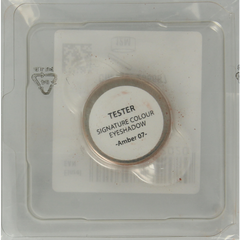 TESTER
SIGNATURE COLOUR
EYESHADOW
-Amber 07-